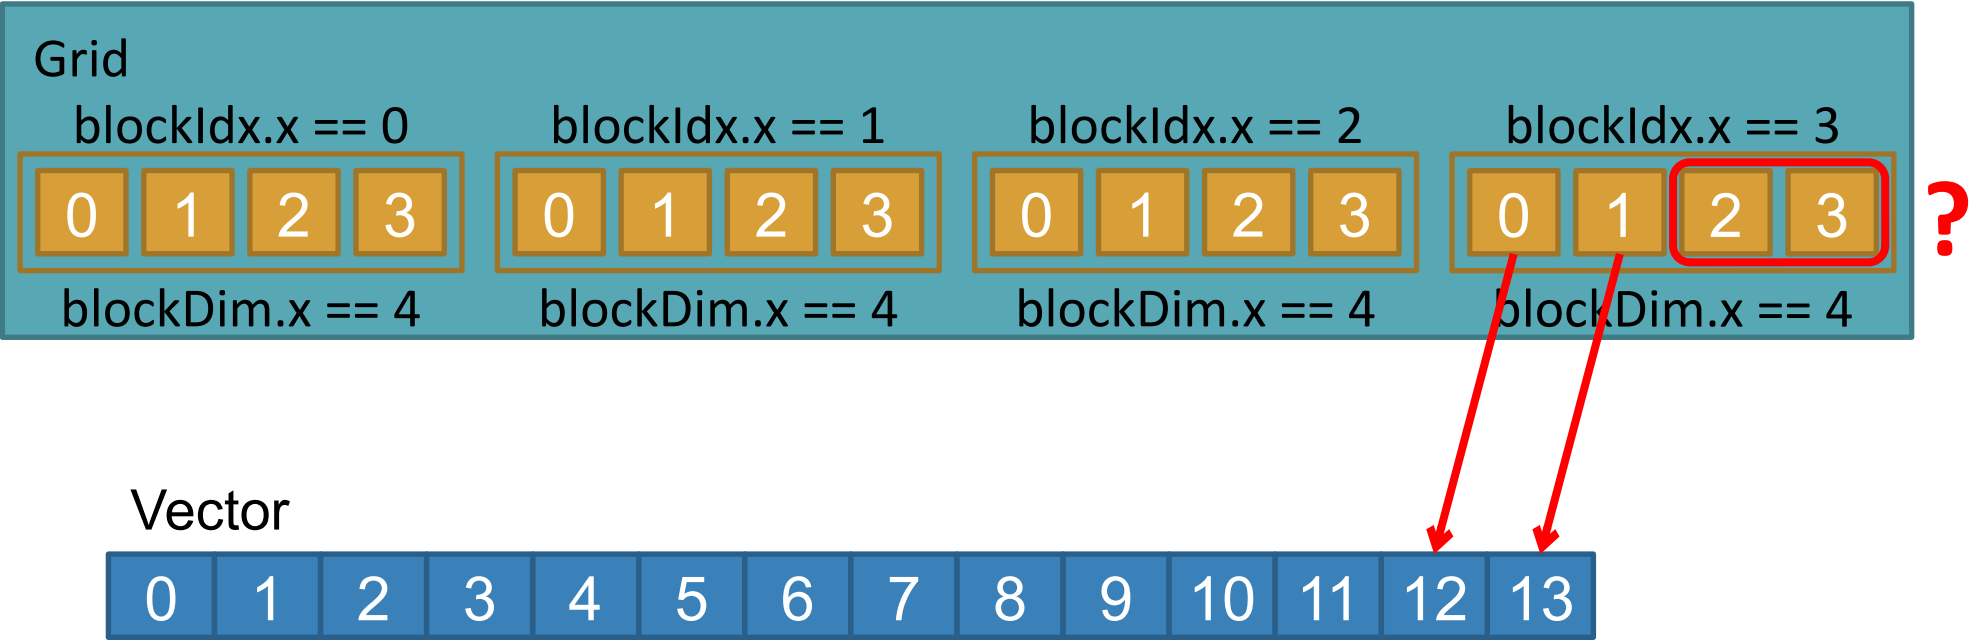 Grid
blockIdx.x == 0 blockIdx.x == 1 blockIdx.x == 2 blockIdx.x == 3
0 1 2 3 0 1 2 3 0 1 2 3 0 1 2 3 ?
blockDim.x == 4 blockDim.x == 4 blockDim.x == 4 blockDim.x == 4
Vector
0 1 2 3 4 5 6 7 8 9 10 11 12 13